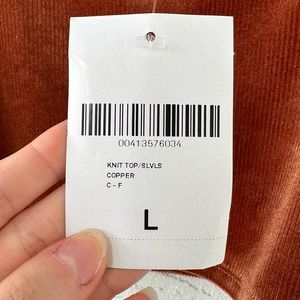 00413576034
KNIT TOP/SLVLS
COPPER
C - F
L